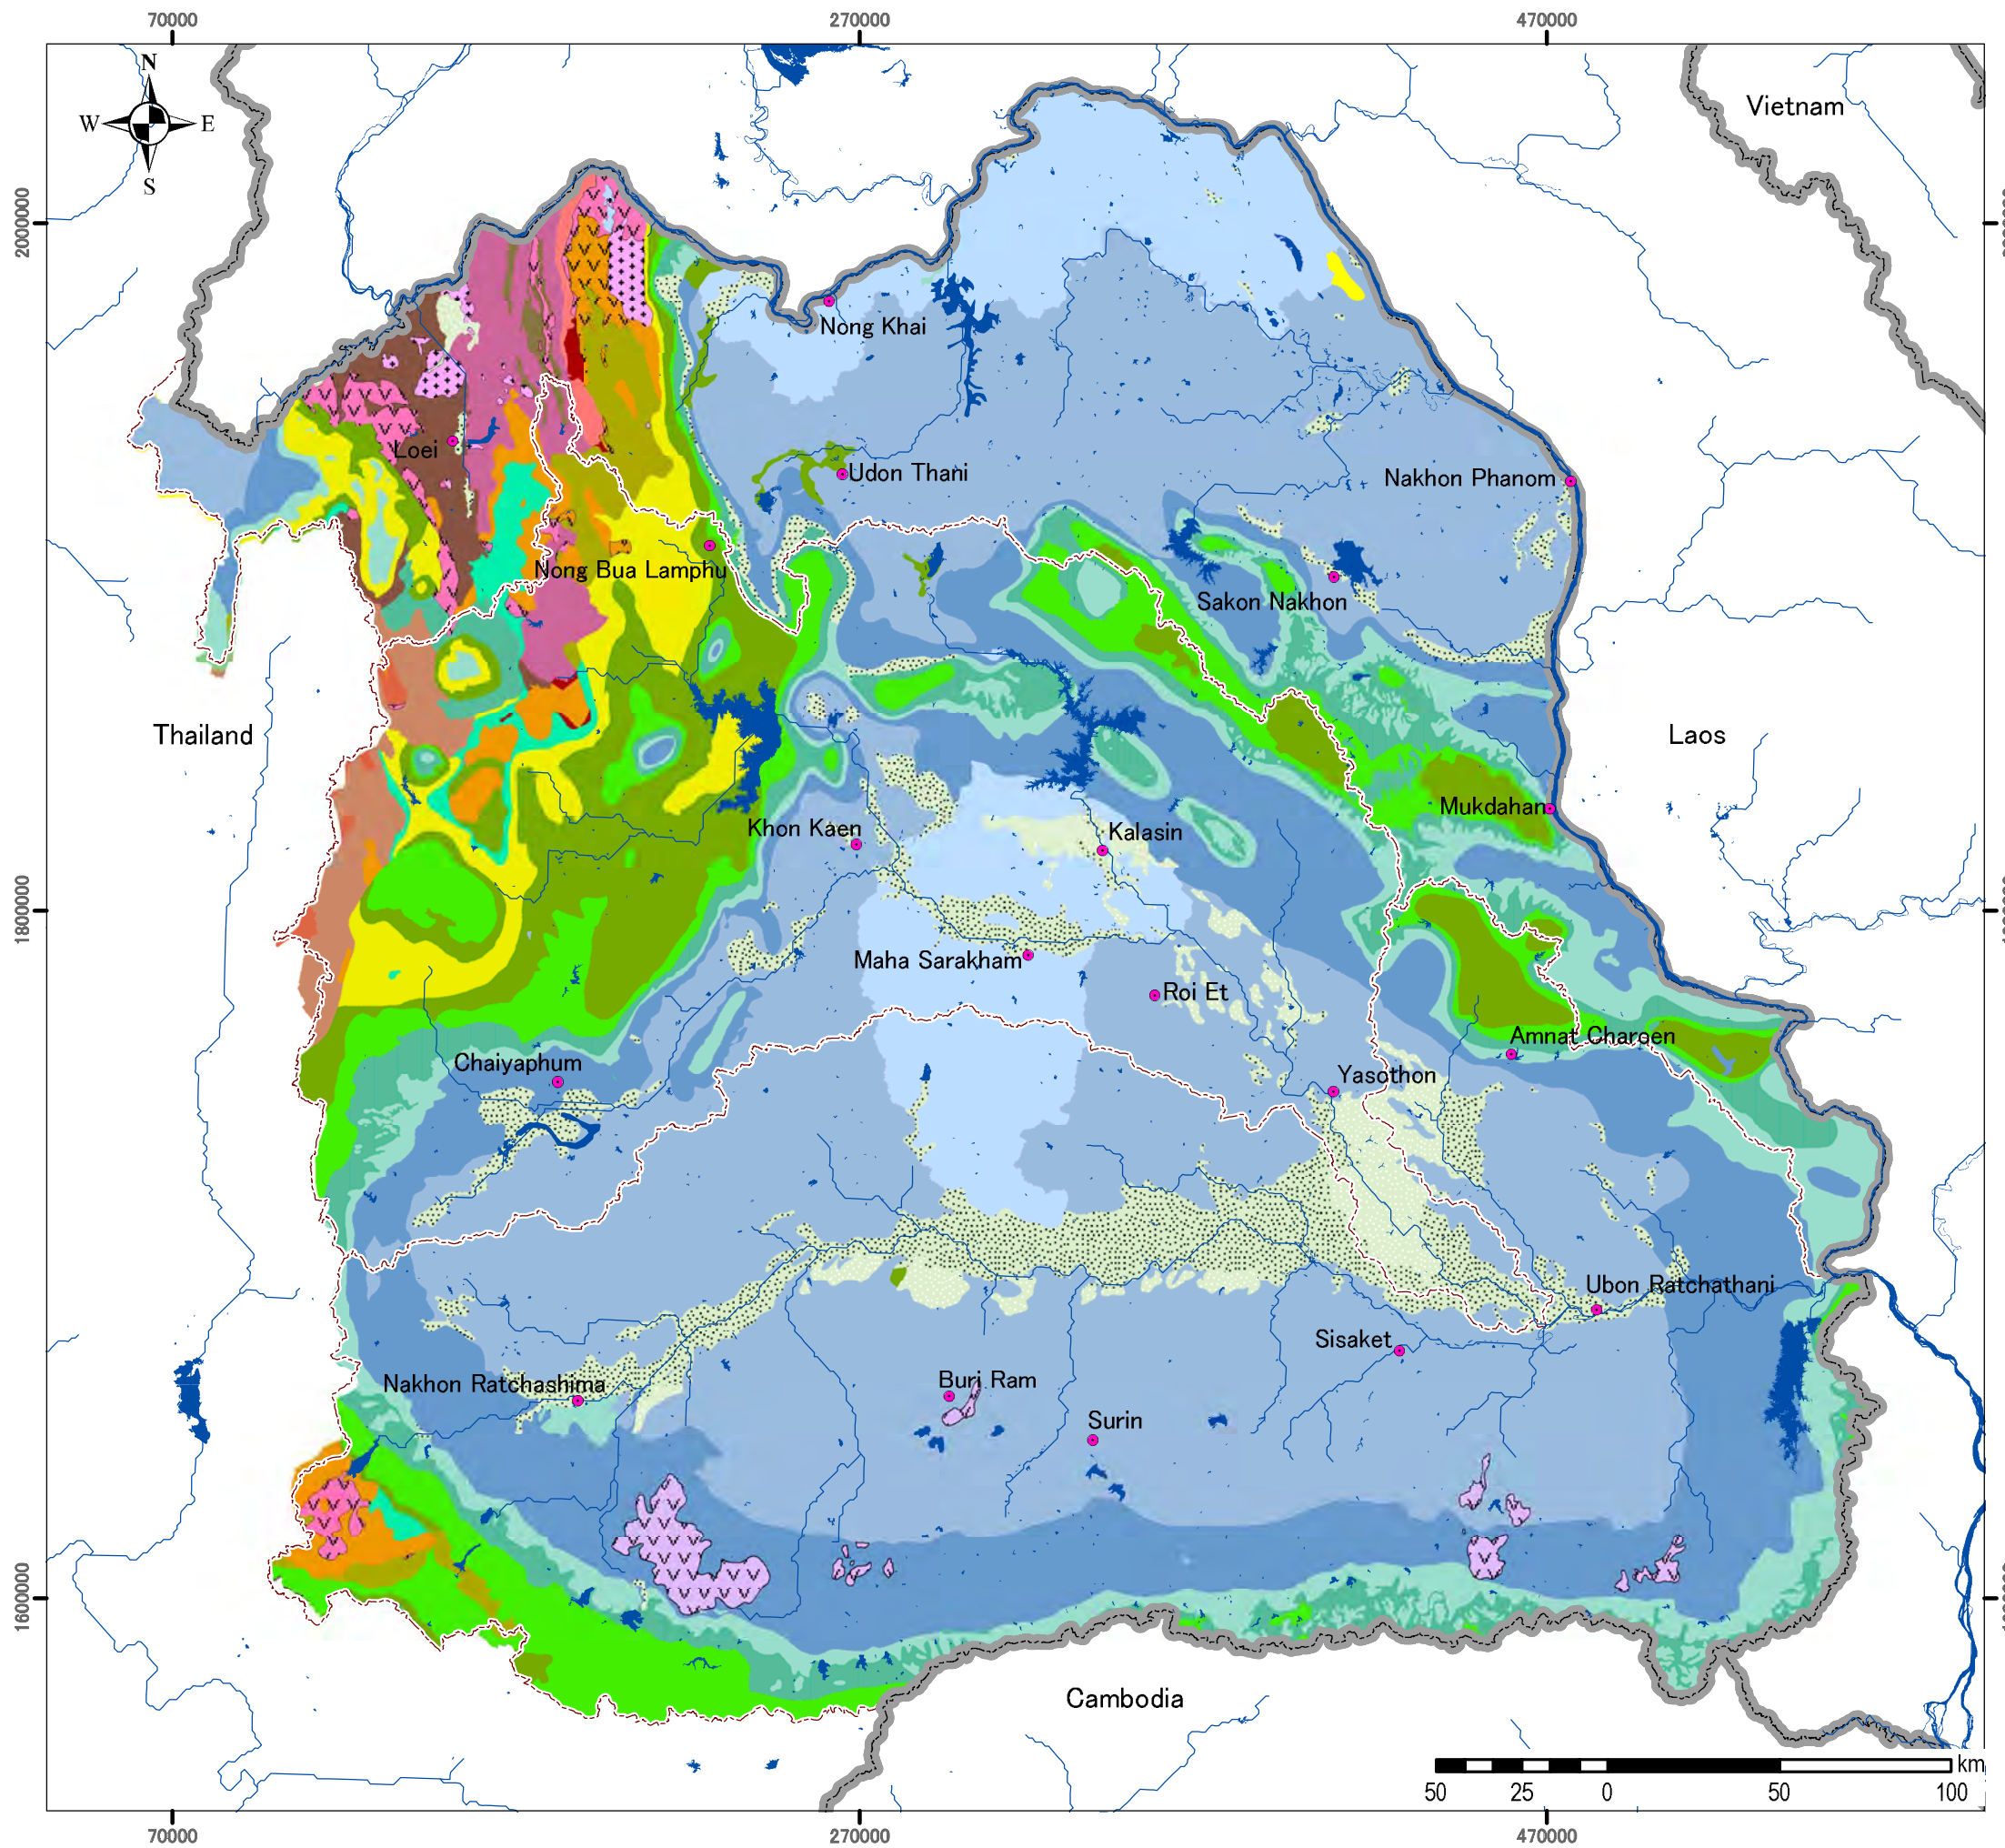 70000
270000
470000
N
W
E
S
Vietnam
2000000
Nong Khai
Loei
Udon Thani
Nakhon Phanom
Nong Bua Lamphu
Sakon Nakhon
Thailand
Laos
Mukdahan
Khon Kaen
Kalasin
1800000
Maha Sarakham
Roi Et
Amnat Charoen
Chaiyaphum
Yasothon
Ubon Ratchathani
Sisaket
Nakhon Ratchashima
Buri Ram
Surin
1600000
Cambodia
km
50
25
0
50
100
70000
270000
470000